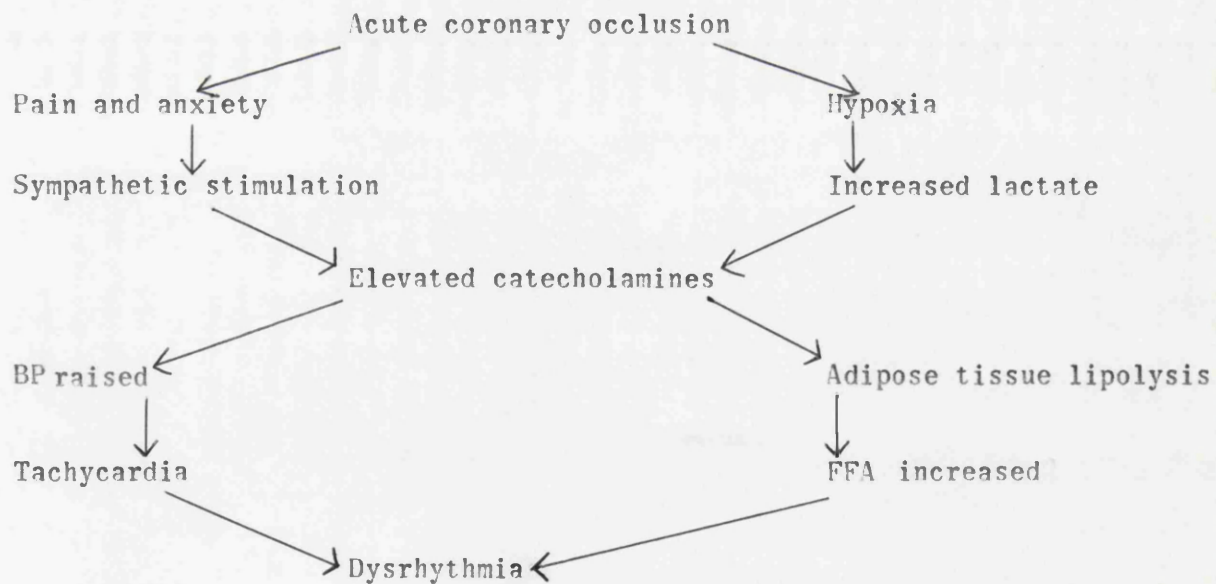 Acute coronary occlusion
Pain and anxiety
Hypoxia
Sympathetic stimulation
Increased lactate
Elevated catecholamines
BP raised
Adipose tissue lipolysis
Tachycardia
FFA increased
Dysrhythmia